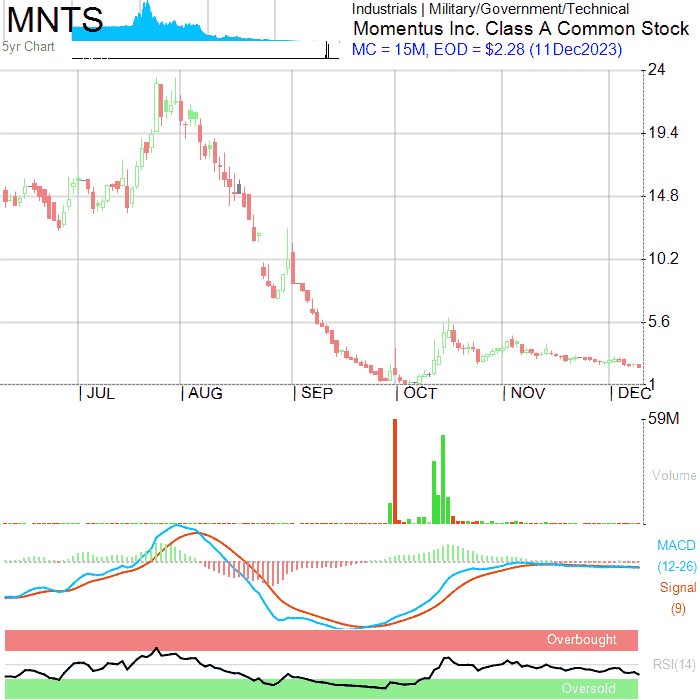 MNTS
Industrials | Military/Government/Technical
Momentus Inc. Class A Common Stock
5yr Chart
MC = 15M, EOD = $2.28 (11Dec2023)
24
19.4
14.8
10.2
5.6
1
JUL AUG SEP OCT NOV DEC
59M
Volume
MACD
(12-26)
Signal
(9)
Overbought
RSI(14)
Oversold